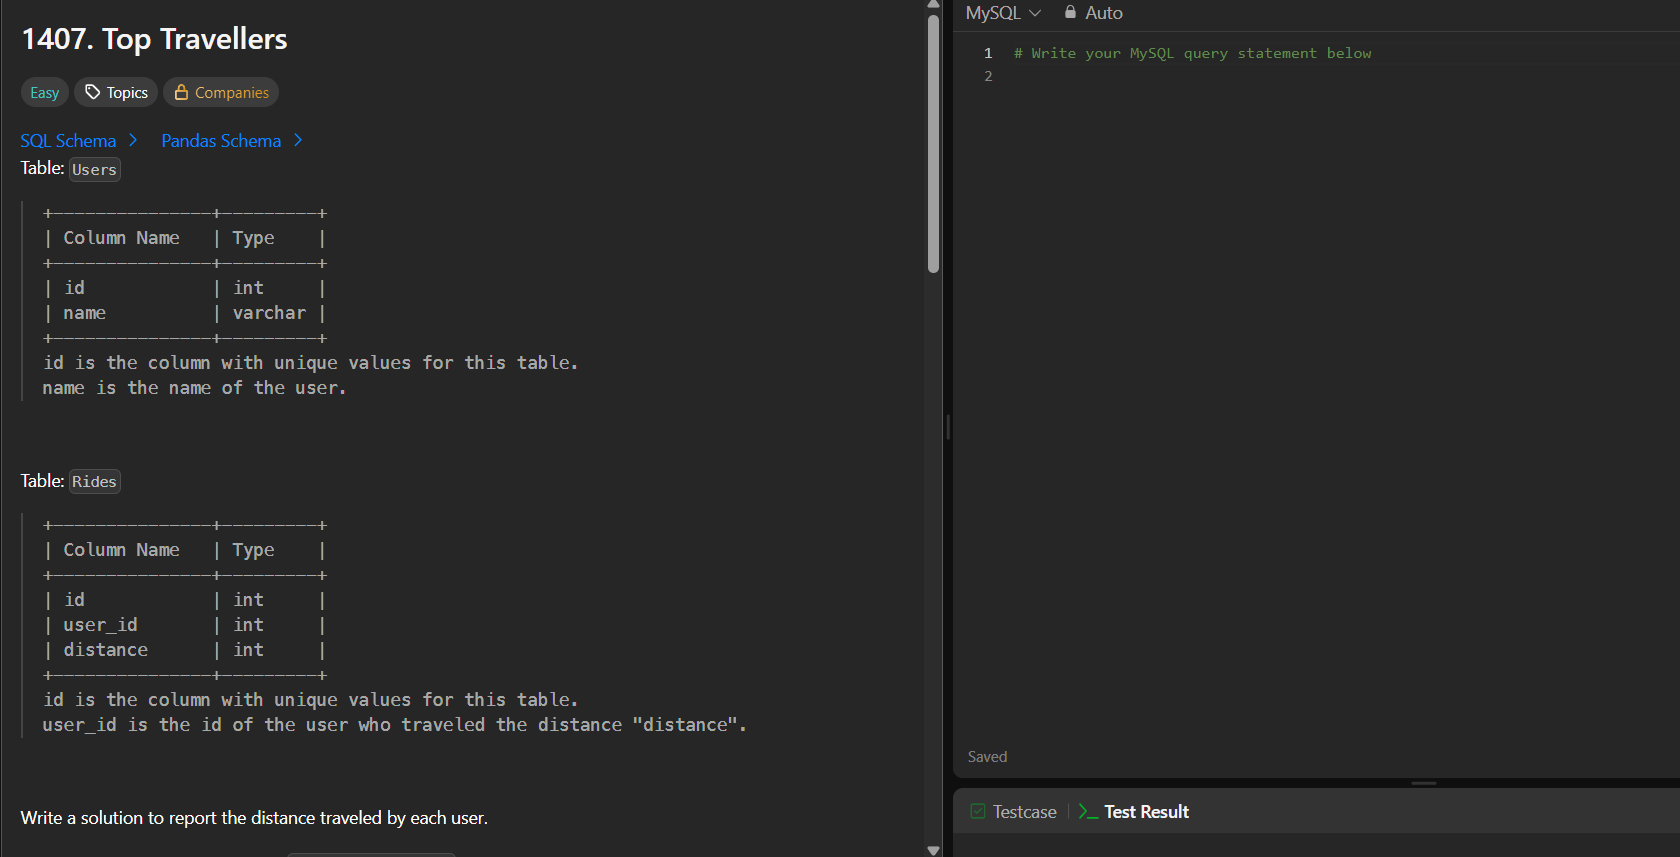 1407. Top Travellers
Easy Topics Companies
SQL Schema > Pandas Schema >
Table: Users
+---------------+---------+
| Column Name   | Type    |
+---------------+---------+
| id            | int     |
| name          | varchar |
+---------------+---------+
id is the column with unique values for this table.
name is the name of the user.
Table: Rides
+---------------+---------+
| Column Name   | Type    |
+---------------+---------+
| id            | int     |
| user_id       | int     |
| distance      | int     |
+---------------+---------+
id is the column with unique values for this table.
user_id is the id of the user who traveled the distance "distance".
Write a solution to report the distance traveled by each user.
MySQL Auto
1 # Write your MySQL query statement below
2
Saved
Testcase | >_ Test Result